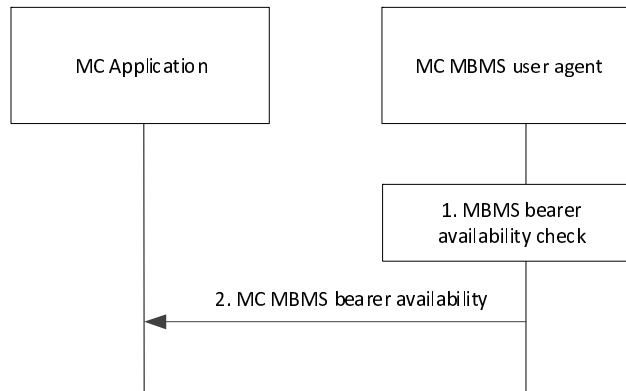 MC Application
MC MBMS user agent
1. MBMS bearer
availability check
2. MC MBMS bearer availability